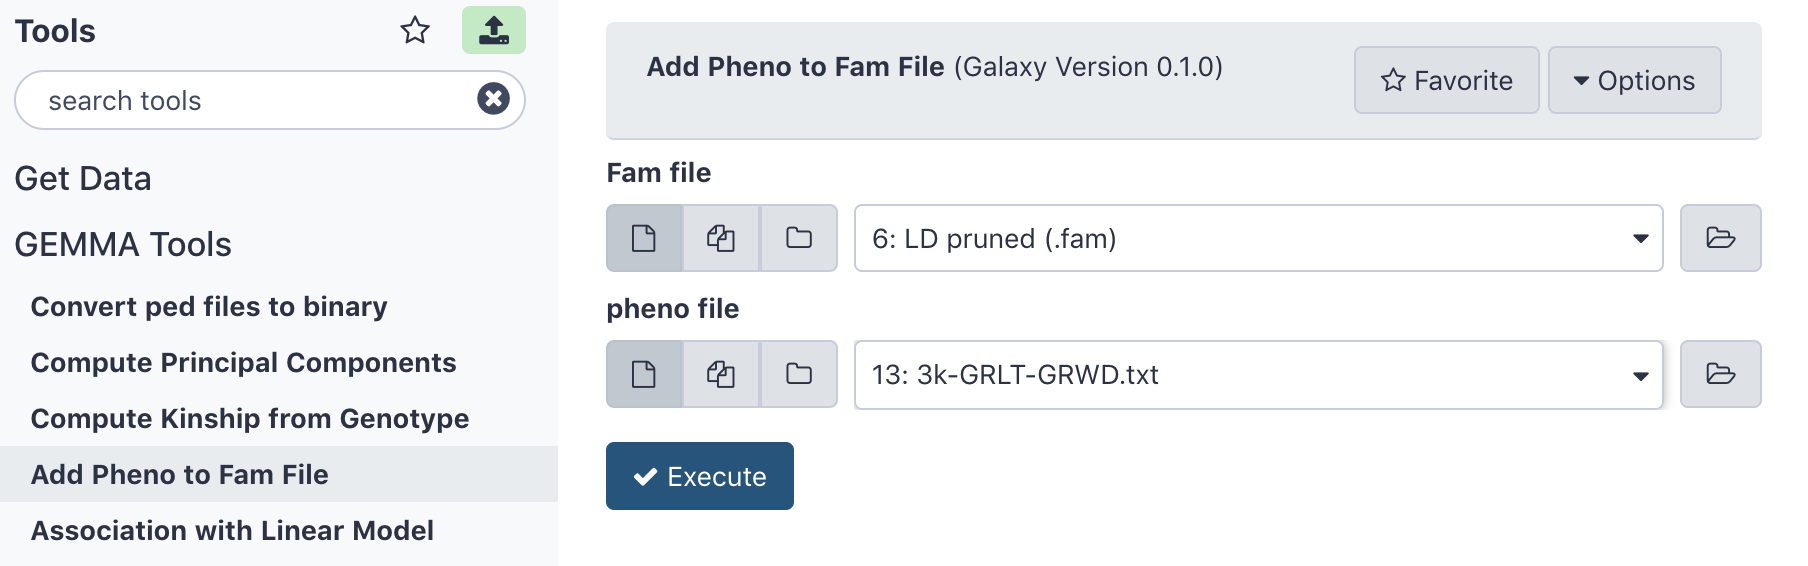 Tools
search tools
Get Data
GEMMA Tools
Convert ped files to binary
Compute Principal Components
Compute Kinship from Genotype
Add Pheno to Fam File
Association with Linear Model
Add Pheno to Fam File (Galaxy Version 0.1.0)
Favorite
Options
Fam file
6: LD pruned (.fam)
pheno file
13: 3k-GRLT-GRWD.txt
Execute